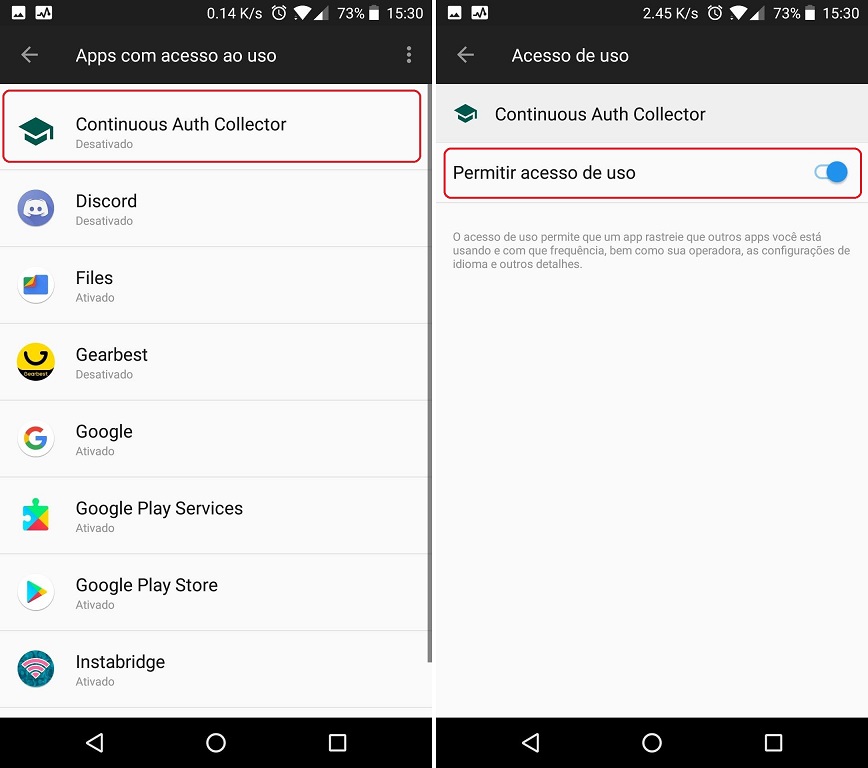 0.14 K/s 73% 15:30
Apps com acesso ao uso
Continuous Auth Collector
Desativado
Discord
Desativado
Files
Ativado
Gearbest
Gearbest
Desativado
Google
Ativado
Google Play Services
Ativado
Google Play Store
Ativado
Instabridge
Ativado
2.45 K/s 73% 15:30
Acesso de uso
Continuous Auth Collector
Permitir acesso de uso
O acesso de uso permite que um app rastreie que outros apps você está
usando e com que frequência, bem como sua operadora, as configurações de
idioma e outros detalhes.